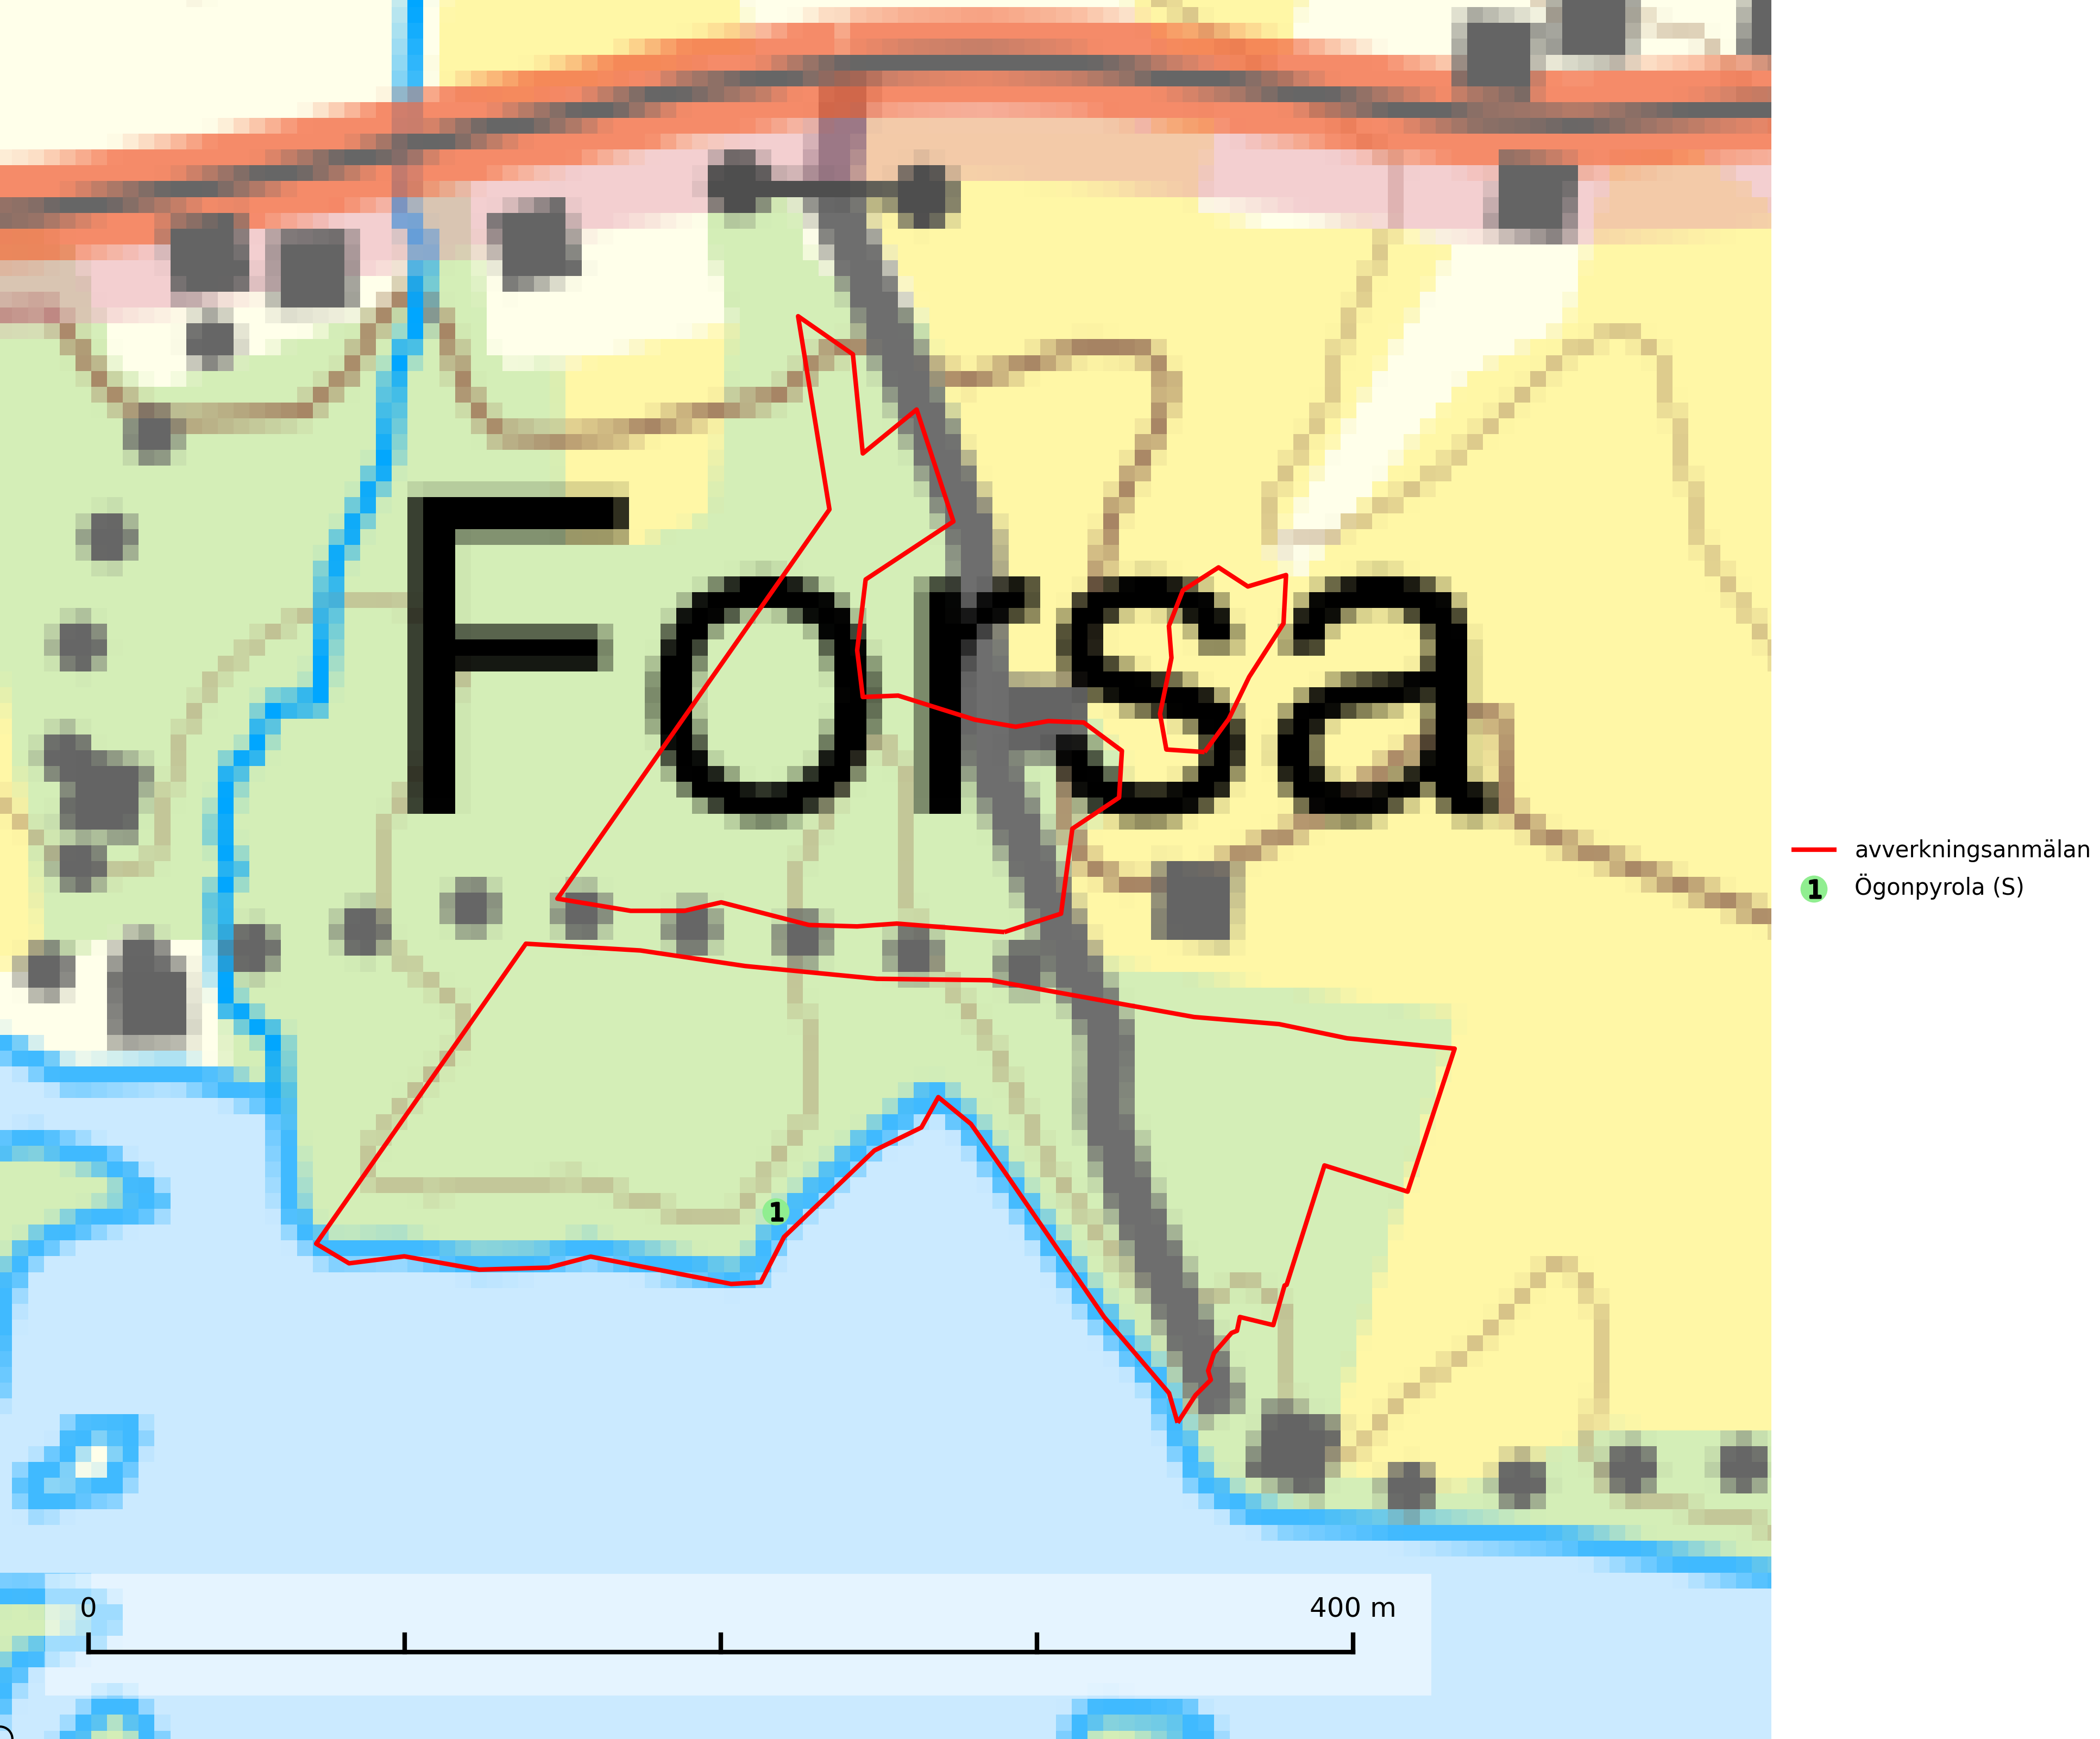 Forsa
avverkningsanmälan
1 Ögonpyrola (S)
1
0 400 m